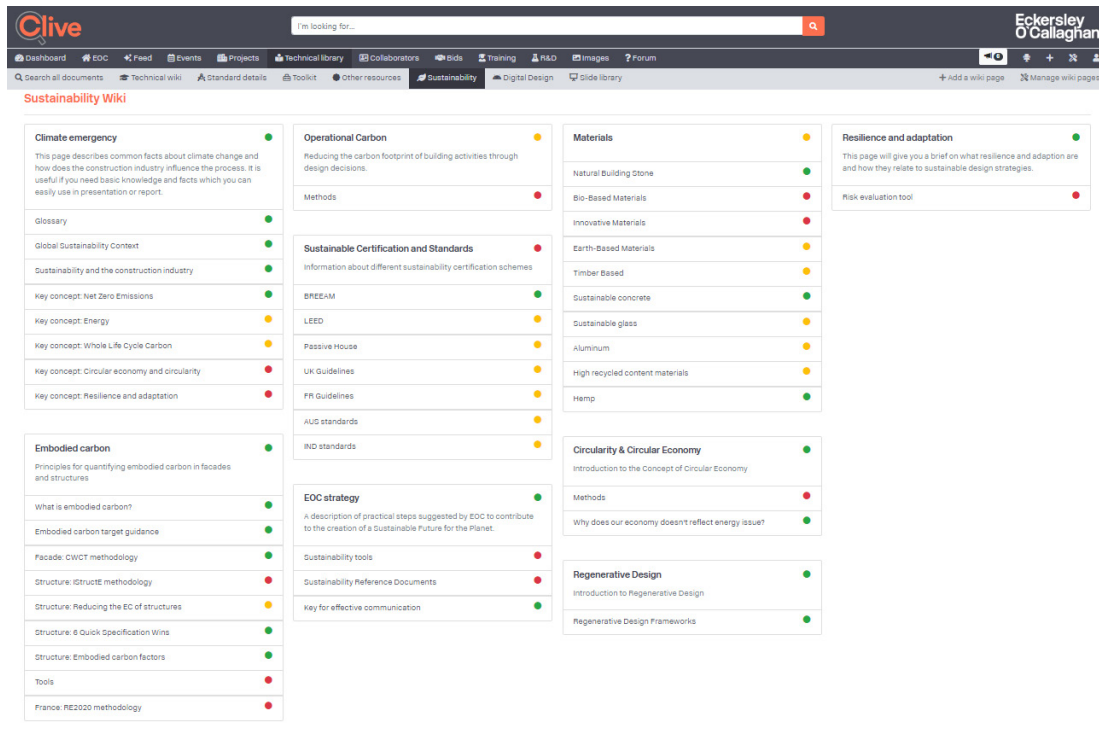 Clive
I'm looking for...
Eckersley
O'Callaghan
Dashboard EOC Feed Events Projects Technical library Collaborators Bids Training R&D Images Forum 6
Search all documents Technical wiki Standard details Toolkit Other resources Sustainability Digital Design Slide library Add a wiki page Manage wiki pages
Sustainability Wiki
Climate emergency
This page describes common facts about climate change and
how does the construction industry influence the process. It is
useful if you need basic knowledge and facts which you can
easily use in presentation or report.
Glossary
Global Sustainability Context
Sustainability and the construction industry
Key concept: Net Zero Emissions
Key concept: Energy
Key concept: Whole Life Cycle Carbon
Key concept: Circular economy and circularity
Key concept: Resilience and adaptation
Embodied carbon
Principles for quantifying embodied carbon in facades
and structures
What is embodied carbon?
Embodied carbon target guidance
Facade: CWCT methodology
Structure: IStructE methodology
Structure: Reducing the EC of structures
Structure: 6 Quick Specification Wins
Structure: Embodied carbon factors
Tools
France: RE2020 methodology
Operational Carbon
Reducing the carbon footprint of building activities through
design decisions.
Methods
Sustainable Certification and Standards
Information about different sustainability certification schemes
BREEAM
LEED
Passive House
UK Guidelines
FR Guidelines
AUS standards
IND standards
EOC strategy
A description of practical steps suggested by EOC to contribute
to the creation of a Sustainable Future for the Planet.
Sustainability tools
Sustainability Reference Documents
Key for effective communication
Materials
Natural Building Stone
Bio-Based Materials
Innovative Materials
Earth-Based Materials
Timber Based
Sustainable concrete
Sustainable glass
Aluminum
High recycled content materials
Hemp
Circularity & Circular Economy
Introduction to the Concept of Circular Economy
Methods
Why does our economy doesn't reflect energy issue?
Regenerative Design
Introduction to Regenerative Design
Regenerative Design Frameworks
Resilience and adaptation
This page will give you a brief on what resilience and adaption are
and how they relate to sustainable design strategies.
Risk evaluation tool